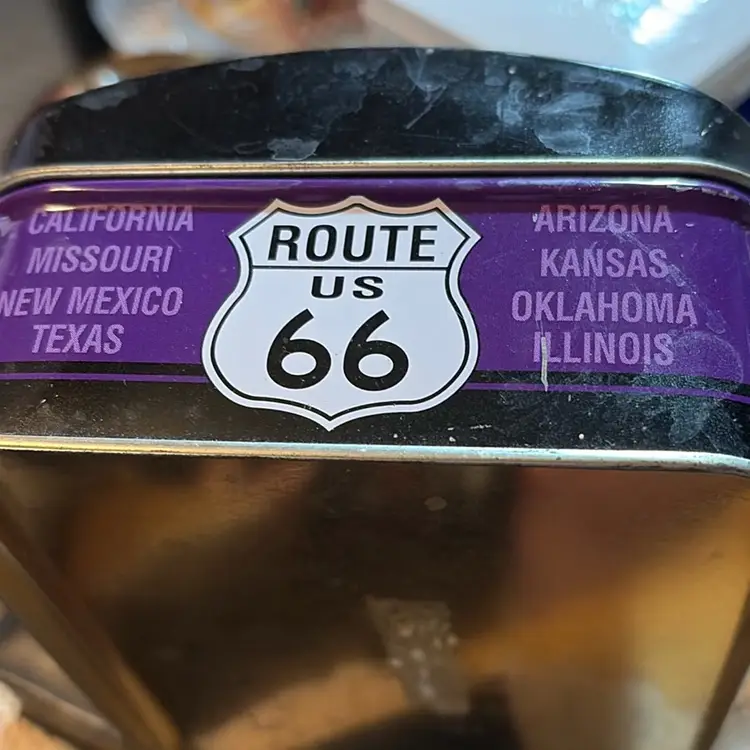 CALIFORNIA
MISSOURI
NEW MEXICO
TEXAS
ROUTE
US
66
ARIZONA
KANSAS
OKLAHOMA
ILLINOIS